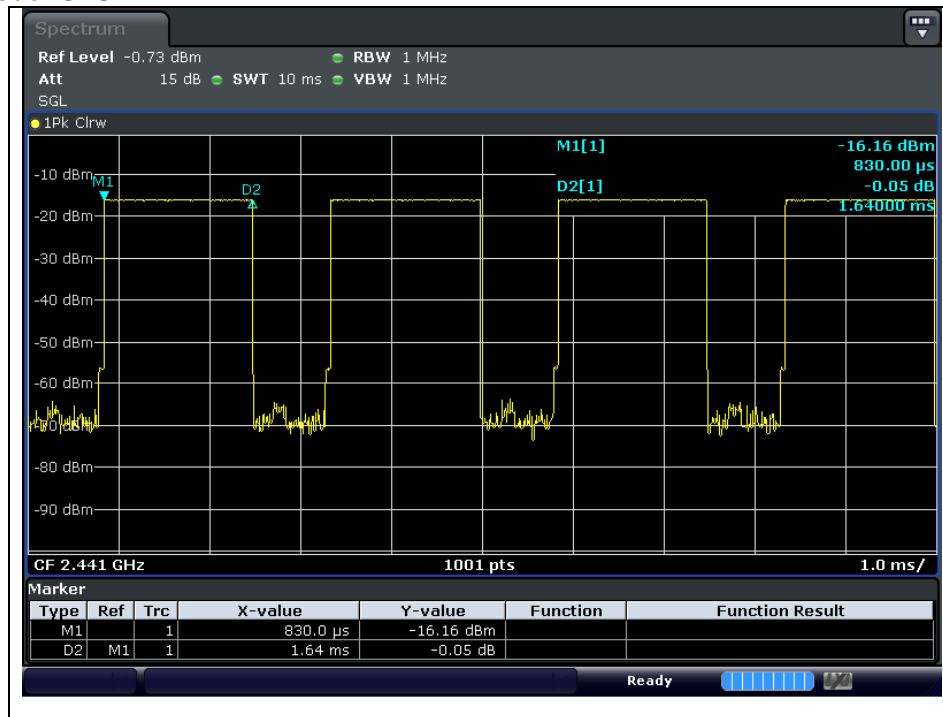 Spectrum
Ref Level -0.73 dBm RBW 1 MHz
Att 15 dB SWT 10 ms VBW 1 MHz
SGL
1Pk Clrw
M1[1] -16.16 dBm
830.00 µs
D2[1] -0.05 dB
1.64000 ms
M1
D2
-10 dBm
-20 dBm
-30 dBm
-40 dBm
-50 dBm
-60 dBm
-70 dBm
-80 dBm
-90 dBm
CF 2.441 GHz 1001 pts 1.0 ms/
Marker
Type Ref Trc X-value Y-value Function Function Result
M1 1 830.0 µs -16.16 dBm
D2 M1 1 1.64 ms -0.05 dB
Ready